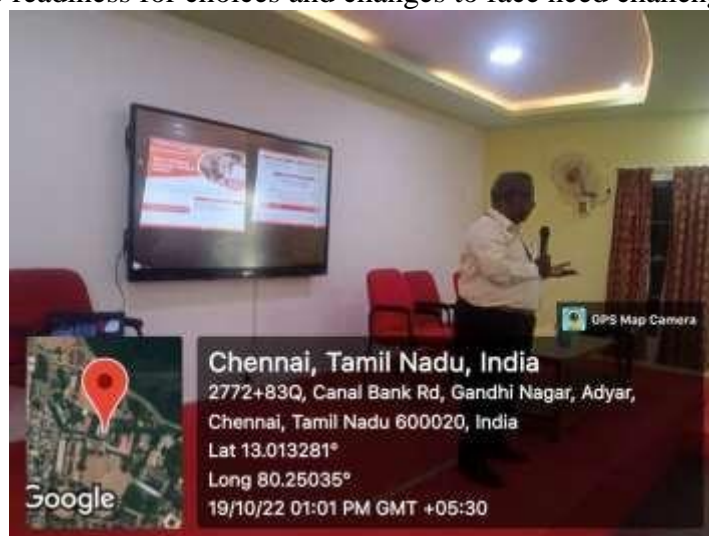 readiness for choices and changes to face need challeng
GPS Map Camera
Chennai, Tamil Nadu, India
2772+83Q, Canal Bank Rd, Gandhi Nagar, Adyar,
Chennai, Tamil Nadu 600020, India
Lat 13.013281°
Long 80.25035°
19/10/22 01:01 PM GMT +05:30
Google